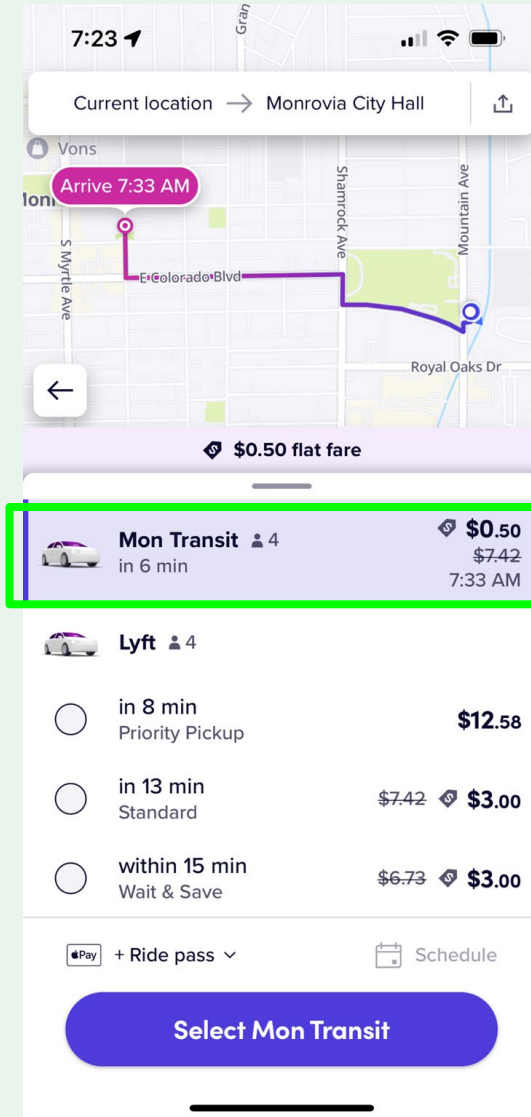 7:23
Gran
Current location → Monrovia City Hall
Vons
Arrive 7:33 AM
S Myrtle Ave
E Colorado Blvd
Shamrock Ave
Mountain Ave
Royal Oaks Dr
$0.50 flat fare
Mon Transit 4
$0.50
in 6 min
$7.42
7:33 AM
Lyft 4
in 8 min
Priority Pickup
$12.58
in 13 min
Standard
$7.42 $3.00
within 15 min
Wait & Save
$6.73 $3.00
Pay + Ride pass
Schedule
Select Mon Transit